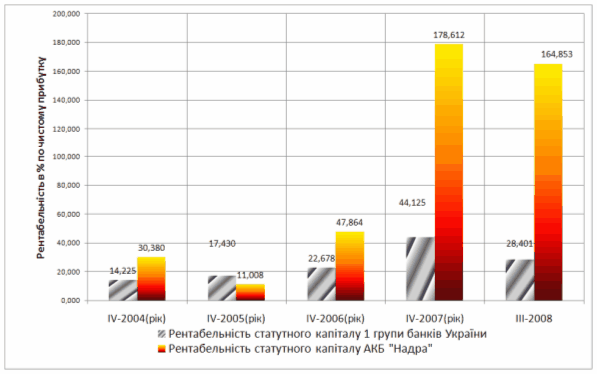 Рентабельність в % по чистому прибутку
200,000
180,000
160,000
140,000
120,000
100,000
80,000
60,000
40,000
20,000
0,000
14,225
30,380
17,430
11,008
22,678
47,864
44,125
178,612
28,401
164,853
IV-2004(рік)
IV-2005(рік)
IV-2006(рік)
IV-2007(рік)
III-2008
Рентабельність статутного капіталу 1 групи банків України
Рентабельність статутного капіталу АКБ "Надра"